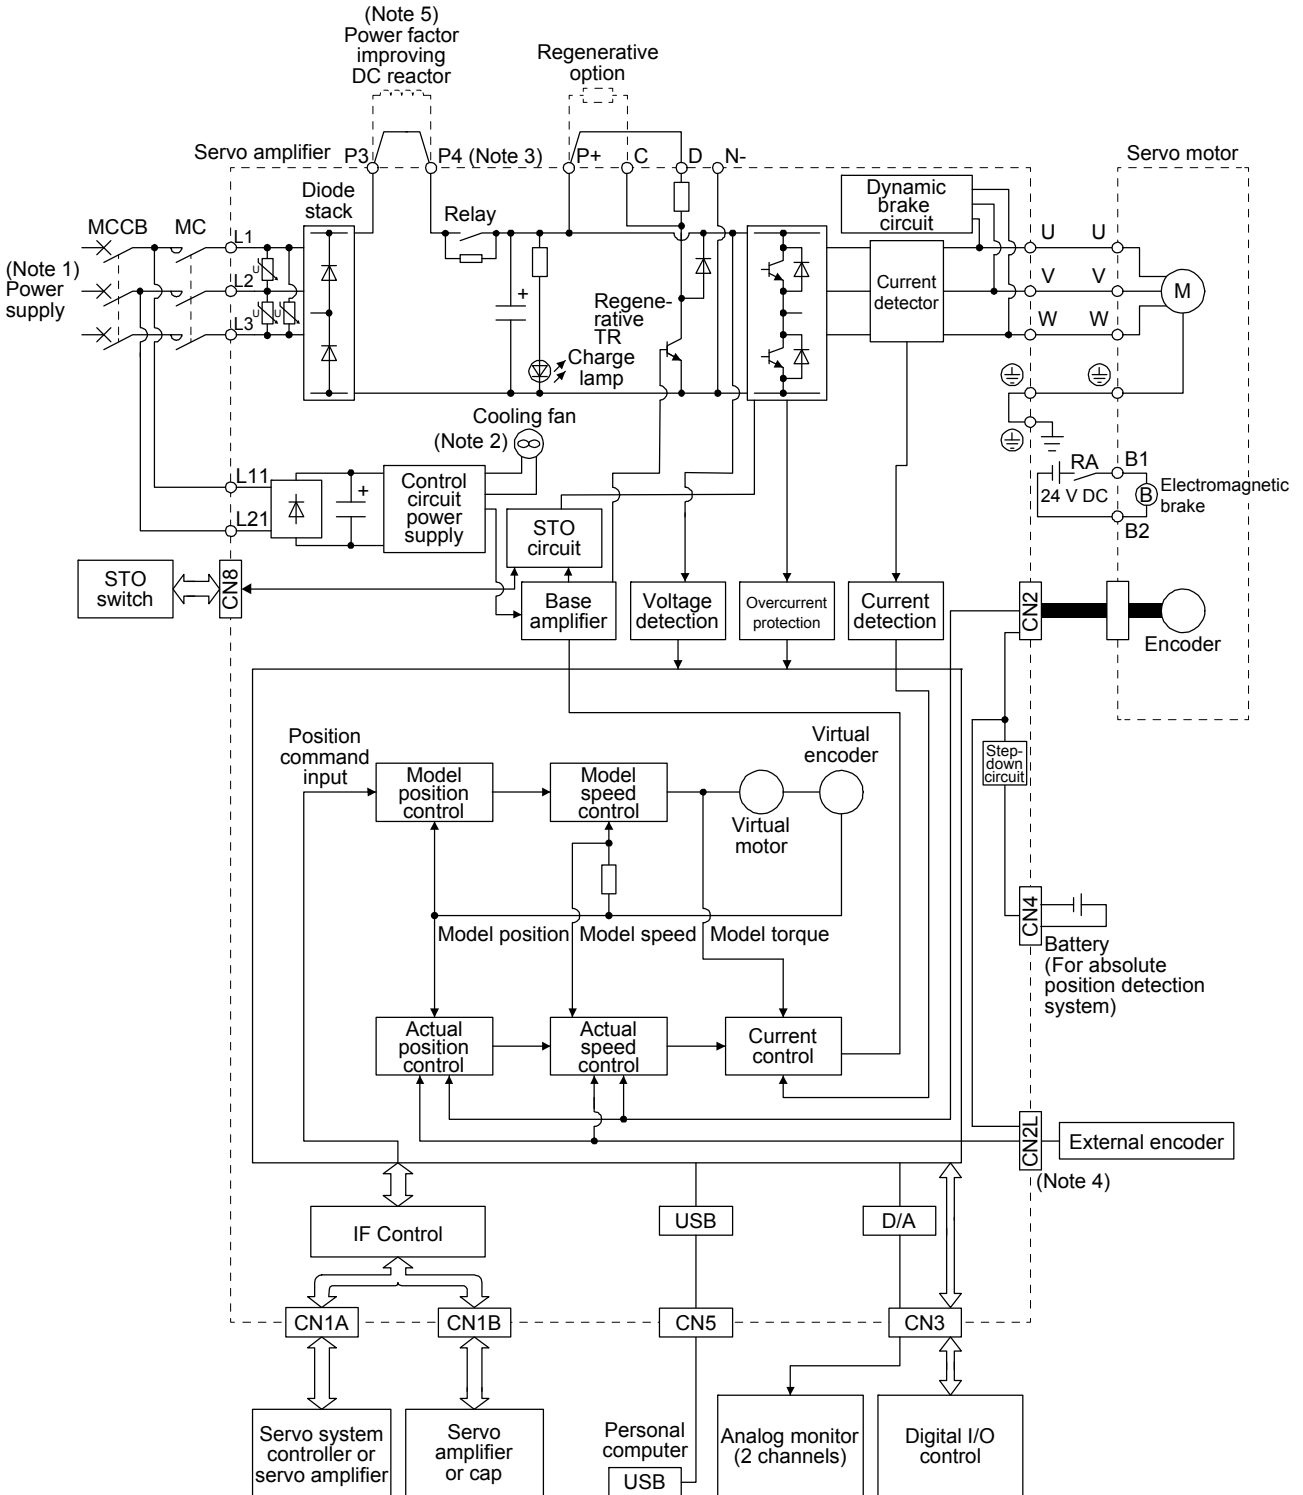 (Note 5)
Power factor
improving
DC reactor
Regenerative
option
Servo amplifier
P3
P4 (Note 3)
P+
C
D
N-
Servo motor
Diode
stack
Relay
Dynamic
brake
circuit
MCCB
MC
L1
U
U
(Note 1)
Power
supply
L2
U
Current
detector
V
V
M
L3
U
U
+
Regene-
rative
TR
W
W
Charge
lamp
Cooling fan
(Note 2)
L11
+
Control
circuit
power
supply
RA
B1
24 V DC
B
Electromagnetic
brake
L21
B2
STO
circuit
STO
switch
CN8
Base
amplifier
Voltage
detection
Overcurrent
protection
Current
detection
CN2
Encoder
Position
command
input
Virtual
encoder
Step-
down
circuit
Model
position
control
Model
speed
control
Virtual
motor
Model position
Model speed
Model torque
CN4
Battery
(For absolute
position detection
system)
Actual
position
control
Actual
speed
control
Current
control
CN2L
External encoder
(Note 4)
IF Control
USB
D/A
CN1A
CN1B
CN5
CN3
Servo system
controller or
servo amplifier
Servo
amplifier
or cap
Personal
computer
USB
Analog monitor
(2 channels)
Digital I/O
control